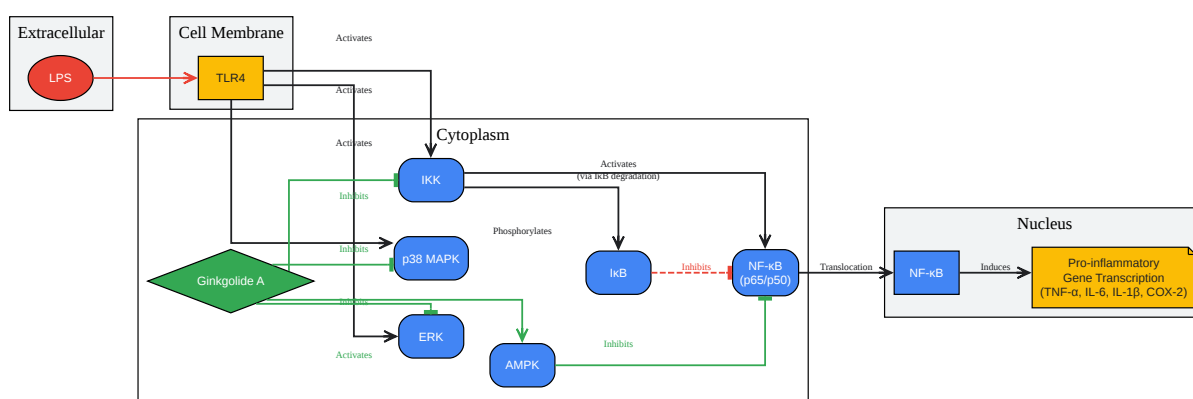 Extracellular
Cell Membrane
Activates
LPS
TLR4
Activates
Cytoplasm
Activates
Activates
(via IκB degradation)
IKK
Inhibits
Nucleus
Phosphorylates
Inhibits
p38 MAPK
Ginkgolide A
IκB
Inhibits
NF-κB
(p65/p50)
Translocation
NF-κB
Induces
Pro-inflammatory
Gene Transcription
(TNF-α, IL-6, IL-1β, COX-2)
Inhibits
ERK
Activates
Inhibits
AMPK